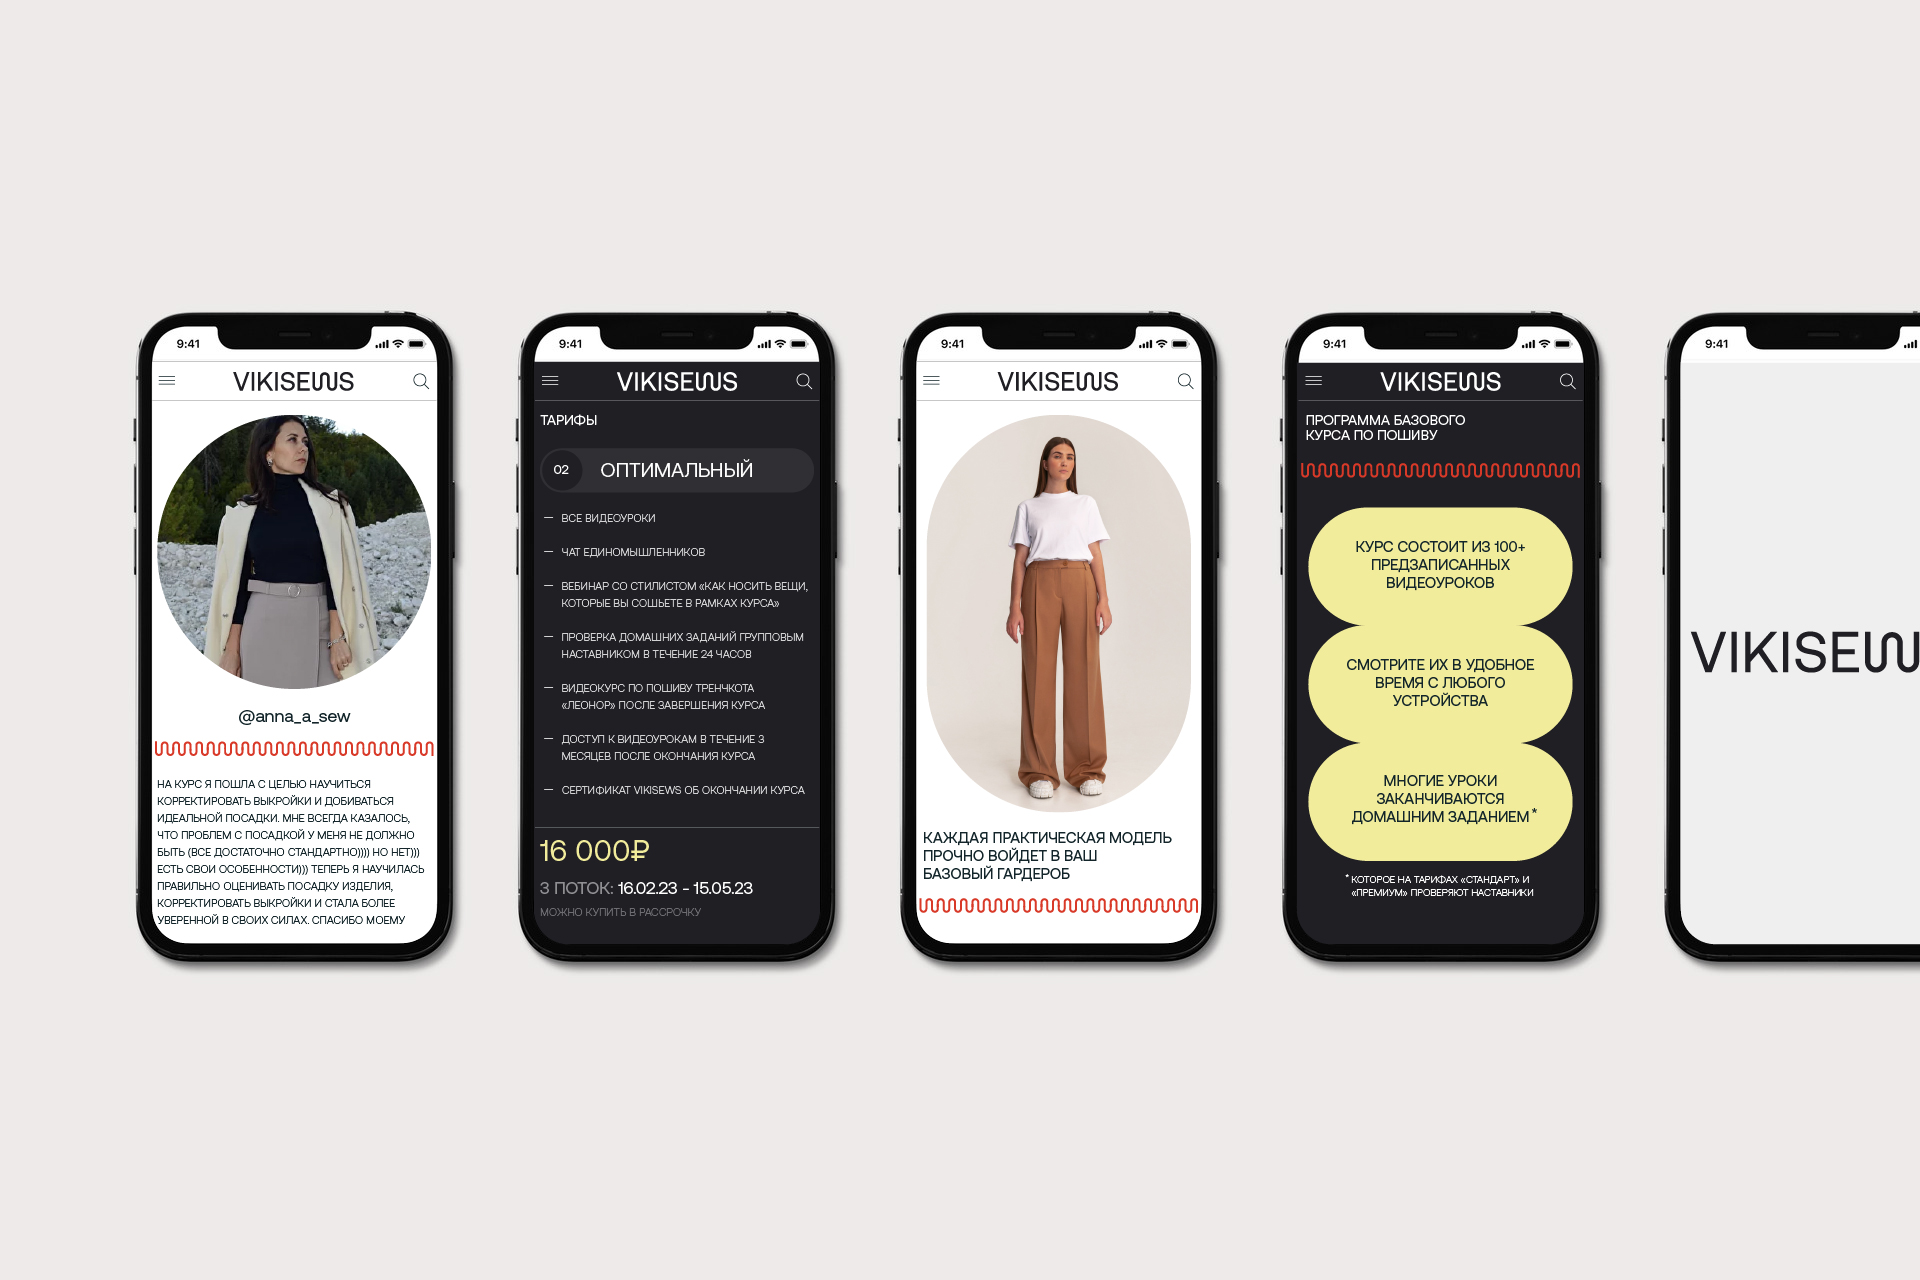 9:41
VIKISEWS
@anna_a_sew
НА КУРС Я ПОШЛА С ЦЕЛЬЮ НАУЧИТЬСЯ
КОРРЕКТИРОВАТЬ ВЫКРОЙКИ И ДОБИВАТЬСЯ
ИДЕАЛЬНОЙ ПОСАДКИ. МНЕ ВСЕГДА КАЗАЛОСЬ,
ЧТО ПРОБЛЕМ С ПОСАДКОЙ У МЕНЯ НЕ ДОЛЖНО
БЫТЬ (ВСЕ ДОСТАТОЧНО СТАНДАРТНО)))) НО НЕТ)))
ЕСТЬ СВОИ ОСОБЕННОСТИ))) ТЕПЕРЬ Я НАУЧИЛАСЬ
ПРАВИЛЬНО ОЦЕНИВАТЬ ПОСАДКУ ИЗДЕЛИЯ,
КОРРЕКТИРОВАТЬ ВЫКРОЙКИ И СТАЛА БОЛЕЕ
УВЕРЕННОЙ В СВОИХ СИЛАХ. СПАСИБО МОЕМУ
9:41
VIKISEWS
ТАРИФЫ
02 ОПТИМАЛЬНЫЙ
— ВСЕ ВИДЕОУРОКИ
— ЧАТ ЕДИНОМЫШЛЕННИКОВ
— ВЕБИНАР СО СТИЛИСТОМ «КАК НОСИТЬ ВЕЩИ,
КОТОРЫЕ ВЫ СОШЬЕТЕ В РАМКАХ КУРСА»
— ПРОВЕРКА ДОМАШНИХ ЗАДАНИЙ ГРУППОВЫМ
НАСТАВНИКОМ В ТЕЧЕНИЕ 24 ЧАСОВ
— ВИДЕОКУРС ПО ПОШИВУ ТРЕНЧКОТА
«ЛЕОНОР» ПОСЛЕ ЗАВЕРШЕНИЯ КУРСА
— ДОСТУП К ВИДЕОУРОКАМ В ТЕЧЕНИЕ 3
МЕСЯЦЕВ ПОСЛЕ ОКОНЧАНИЯ КУРСА
— СЕРТИФИКАТ VIKISEWS ОБ ОКОНЧАНИИ КУРСА
16 000₽
3 ПОТОК: 16.02.23 - 15.05.23
МОЖНО КУПИТЬ В РАССРОЧКУ
9:41
VIKISEWS
КАЖДАЯ ПРАКТИЧЕСКАЯ МОДЕЛЬ
ПРОЧНО ВОЙДЕТ В ВАШ
БАЗОВЫЙ ГАРДЕРОБ
9:41
VIKISEWS
ПРОГРАММА БАЗОВОГО
КУРСА ПО ПОШИВУ
КУРС СОСТОИТ ИЗ 100+
ПРЕДЗАПИСАННЫХ
ВИДЕОУРОКОВ
СМОТРИТЕ ИХ В УДОБНОЕ
ВРЕМЯ С ЛЮБОГО
УСТРОЙСТВА
МНОГИЕ УРОКИ
ЗАКАНЧИВАЮТСЯ
ДОМАШНИМ ЗАДАНИЕМ*
* КОТОРОЕ НА ТАРИФАХ «СТАНДАРТ» И
«ПРЕМИУМ» ПРОВЕРЯЮТ НАСТАВНИКИ
9:41
VIKISEW